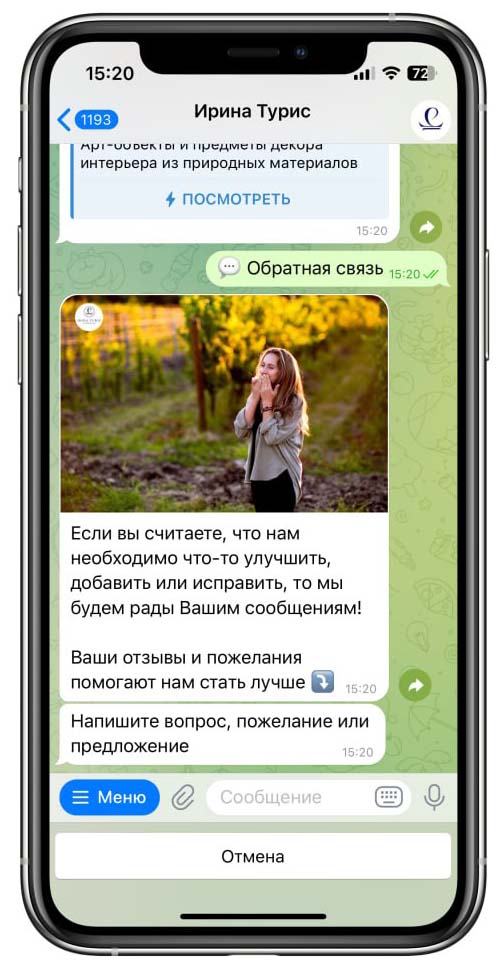 15:20
72
1193
Ирина Турис
Арт-объекты и предметы декора
интерьера из природных материалов
ПОСМОТРЕТЬ
15:20
Обратная связь 15:20
Если вы считаете, что нам
необходимо что-то улучшить,
добавить или исправить, то мы
будем рады Вашим сообщениям!
Ваши отзывы и пожелания
помогают нам стать лучше
15:20
Напишите вопрос, пожелание или
предложение
15:20
Меню
Сообщение
Отмена